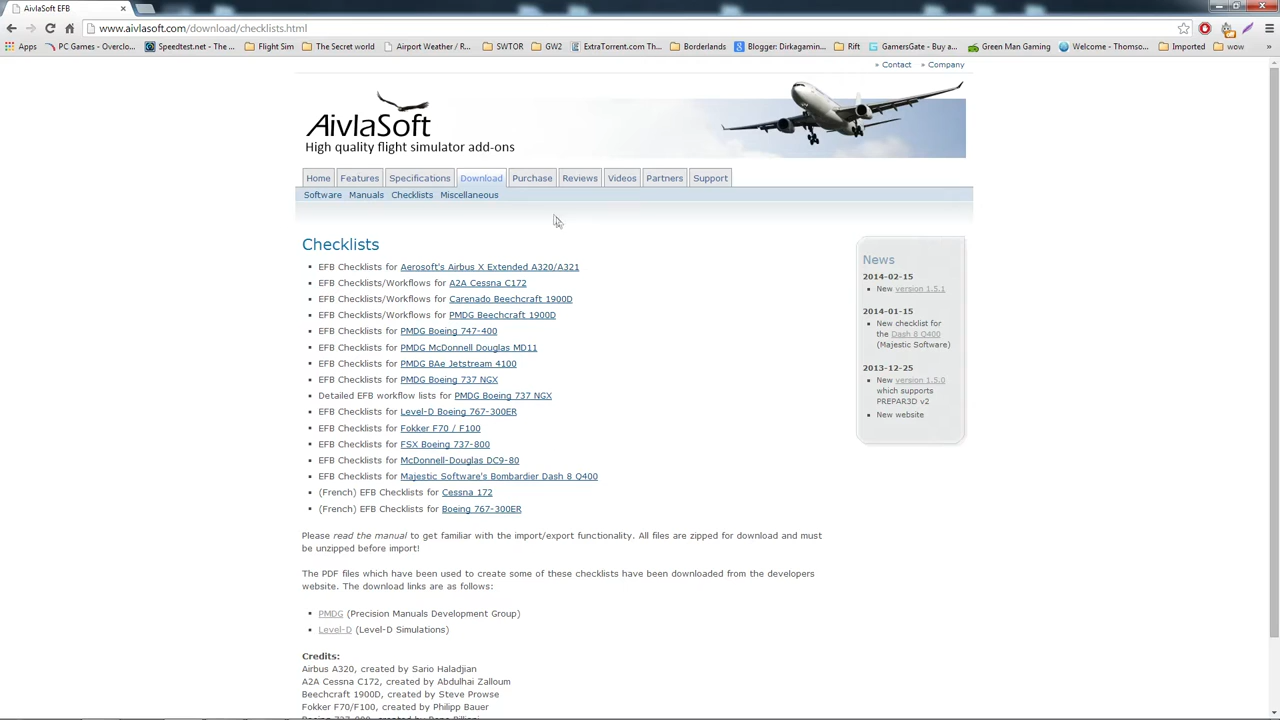 AivlaSoft EFB
www.aivlasoft.com/download/checklists.html
Apps PC Games - Overclo... Speedtest.net - The ... Flight Sim The Secret world Airport Weather / R... SWTOR GW2 ExtraTorrent.com Th... Borderlands Blogger: Dirkagamin... Rift GamersGate - Buy a... Green Man Gaming Welcome - Thomso... Imported wow »
» Contact » Company
AivlaSoft
High quality flight simulator add-ons
Home Features Specifications Download Purchase Reviews Videos Partners Support
Software Manuals Checklists Miscellaneous
Checklists
EFB Checklists for Aerosoft's Airbus X Extended A320/A321
EFB Checklists/Workflows for A2A Cessna C172
EFB Checklists/Workflows for Carenado Beechcraft 1900D
EFB Checklists/Workflows for PMDG Beechcraft 1900D
EFB Checklists for PMDG Boeing 747-400
EFB Checklists for PMDG McDonnell Douglas MD11
EFB Checklists for PMDG BAe Jetstream 4100
EFB Checklists for PMDG Boeing 737 NGX
Detailed EFB workflow lists for PMDG Boeing 737 NGX
EFB Checklists for Level-D Boeing 767-300ER
EFB Checklists for Fokker F70 / F100
EFB Checklists for FSX Boeing 737-800
EFB Checklists for McDonnell-Douglas DC9-80
EFB Checklists for Majestic Software's Bombardier Dash 8 Q400
(French) EFB Checklists for Cessna 172
(French) EFB Checklists for Boeing 767-300ER
Please read the manual to get familiar with the import/export functionality. All files are zipped for download and must
be unzipped before import!
The PDF files which have been used to create some of these checklists have been downloaded from the developers
website. The download links are as follows:
PMDG (Precision Manuals Development Group)
Level-D (Level-D Simulations)
Credits:
Airbus A320, created by Sario Haladjian
A2A Cessna C172, created by Abdulhai Zalloum
Beechcraft 1900D, created by Steve Prowse
Fokker F70/F100, created by Philipp Bauer
News
2014-02-15
New version 1.5.1
2014-01-15
New checklist for
the Dash 8 Q400
(Majestic Software)
2013-12-25
New version 1.5.0
which supports
PREPAR3D v2
New website